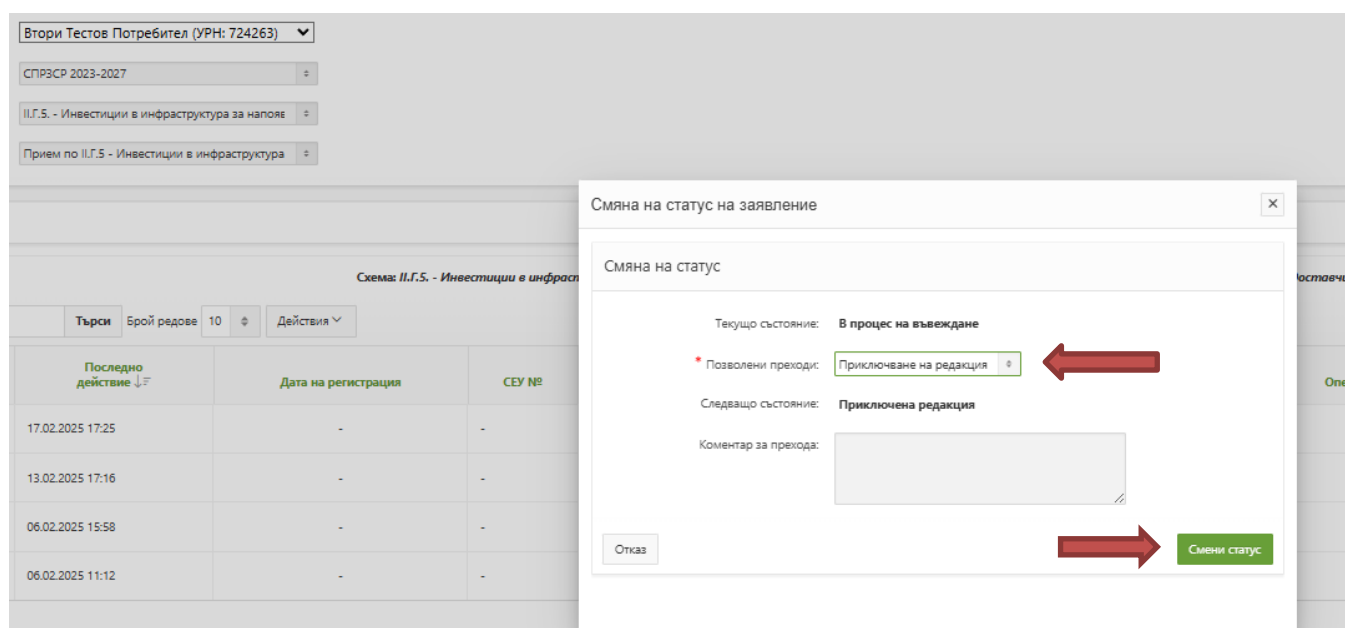 Втори Тестов Потребител (УРН: 724263)
СПРЗСР 2023-2027
II.Г.5. - Инвестиции в инфраструктура за напояв
Прием по II.Г.5 - Инвестиции в инфраструктура
Схема: II.Г.5. - Инвестиции в инфраст
Търси Брой редове 10 Действия
Последно действие Дата на регистрация СЕУ №
17.02.2025 17:25 - -
13.02.2025 17:16 - -
06.02.2025 15:58 - -
06.02.2025 11:12 - -
Смяна на статус на заявление
Смяна на статус
Текущо състояние: В процес на въвеждане
* Позволени преходи: Приключване на редакция
Следващо състояние: Приключена редакция
Коментар за прехода:
Отказ Смени статус